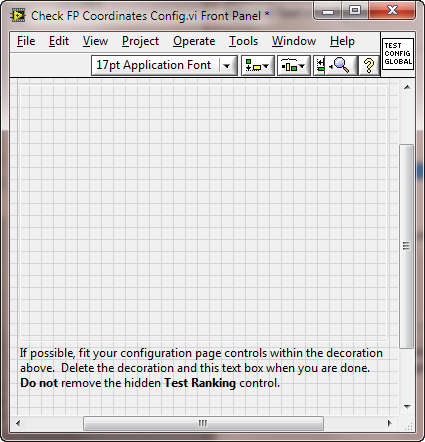 Check FP Coordinates Config.vi Front Panel *
File Edit View Project Operate Tools Window Help
TEST
CONFIG
GLOBAL
17pt Application Font
?
If possible, fit your configuration page controls within the decoration
above. Delete the decoration and this text box when you are done.
Do not remove the hidden Test Ranking control.